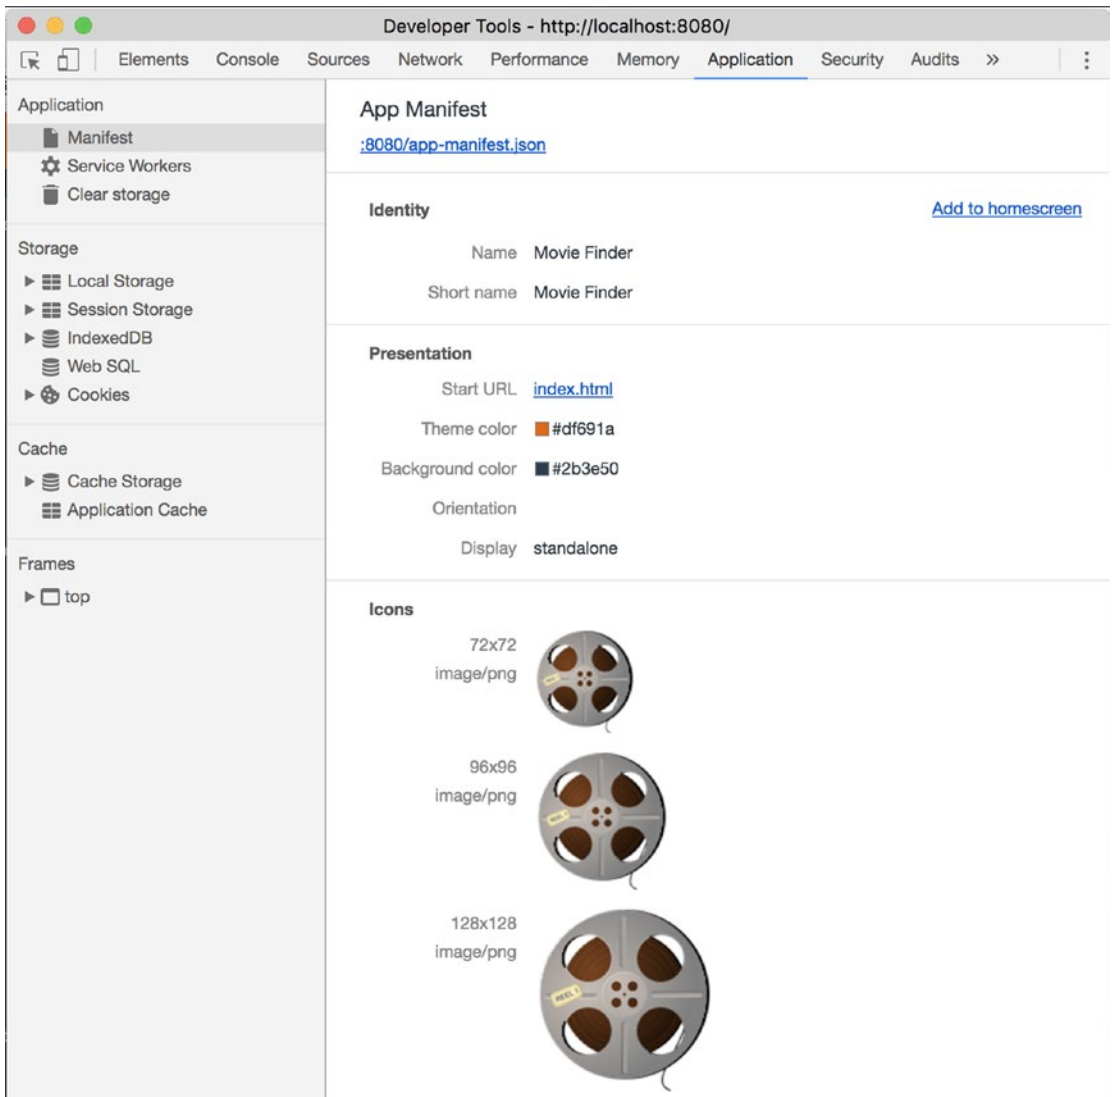 Developer Tools - http://localhost:8080/
Elements Console Sources Network Performance Memory Application Security Audits »
Application
Manifest
Service Workers
Clear storage
Storage
Local Storage
Session Storage
IndexedDB
Web SQL
Cookies
Cache
Cache Storage
Application Cache
Frames
top
App Manifest
:8080/app-manifest.json
Identity
Add to homescreen
Name Movie Finder
Short name Movie Finder
Presentation
Start URL index.html
Theme color #df691a
Background color #2b3e50
Orientation
Display standalone
Icons
72x72
image/png
96x96
image/png
REEL 1
128x128
image/png
REEL 1